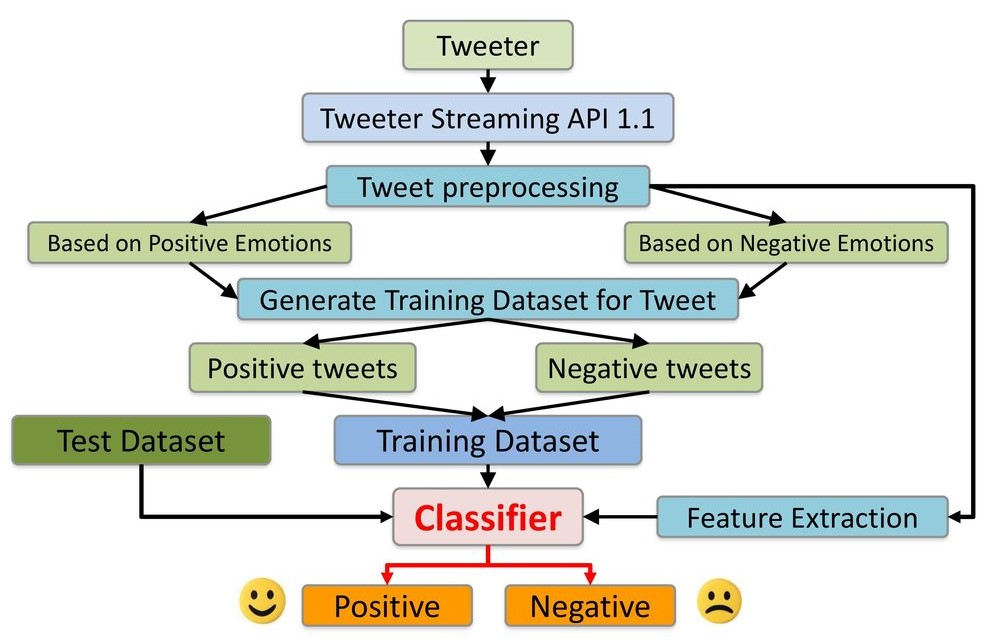 Tweeter
Tweeter Streaming API 1.1
Tweet preprocessing
Based on Positive Emotions
Based on Negative Emotions
Generate Training Dataset for Tweet
Positive tweets
Negative tweets
Test Dataset
Training Dataset
Classifier
Feature Extraction
Positive
Negative